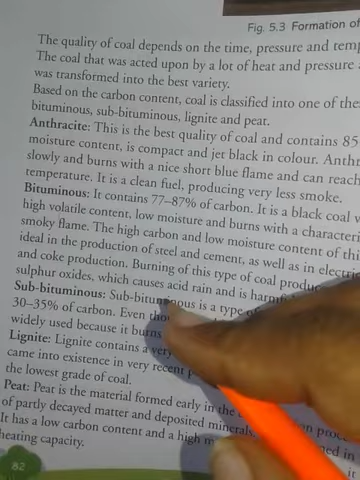 Fig. 5.3 Formation of
The quality of coal depends on the time, pressure and temp
The coal that was acted upon by a lot of heat and pressure
was transformed into the best variety.
Based on the carbon content, coal is classified into one of the
bituminous, sub-bituminous, lignite and peat.
Anthracite: This is the best quality of coal and contains 85
moisture content, is compact and jet black in colour. Anthr
slowly and burns with a nice short blue flame and can reach
temperature. It is a clean fuel, producing very less smoke.
Bituminous: It contains 77–87% of carbon. It is a black coal w
high volatile content, low moisture and burns with a characteri
smoky flame. The high carbon and low moisture content of thi
ideal in the production of steel and cement, as well as in electri
and coke production. Burning of this type of coal produc
sulphur oxides, which causes acid rain and is harmf
Sub-bituminous: Sub-bituminous is a type of
30–35% of carbon. Even tho
widely used because it burns
Lignite: Lignite contains a very
came into existence in very recent p
the lowest grade of coal.
Peat: Peat is the material formed early in the on proc
of partly decayed matter and deposited minerals med in
It has a low carbon content and a high m it
heating capacity.
82